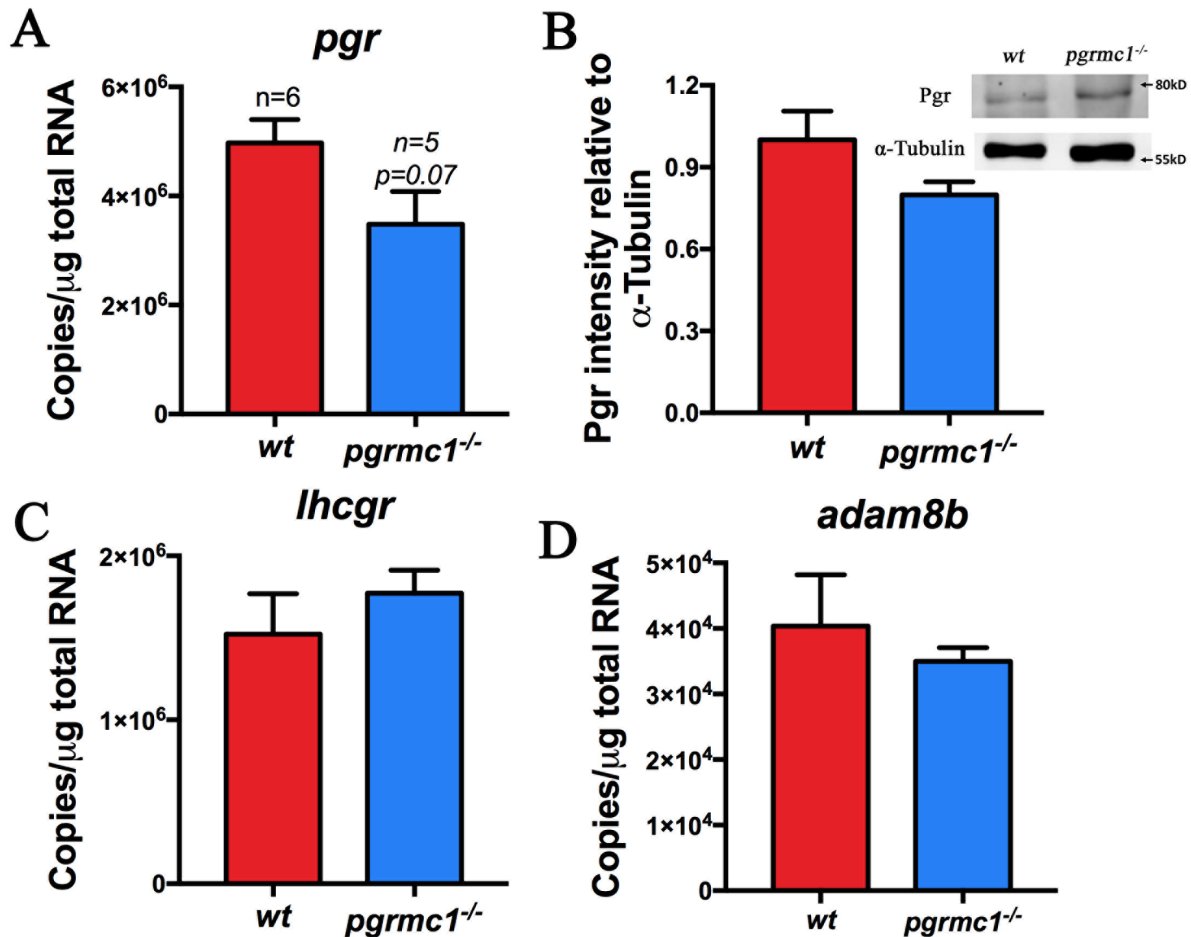 A
pgr
Copies/μg total RNA
6×10⁶
4×10⁶
2×10⁶
0
n=6
n=5
p=0.07
wt
pgrmc1⁻/⁻
B
Pgr intensity relative to
α-Tubulin
1.2
0.9
0.6
0.3
0.0
wt
pgrmc1⁻/⁻
wt
pgrmc1⁻/⁻
Pgr
80kD
α-Tubulin
55kD
C
lhcgr
Copies/μg total RNA
2×10⁶
1×10⁶
0
wt
pgrmc1⁻/⁻
D
adam8b
Copies/μg total RNA
5×10⁴
4×10⁴
3×10⁴
2×10⁴
1×10⁴
0
wt
pgrmc1⁻/⁻